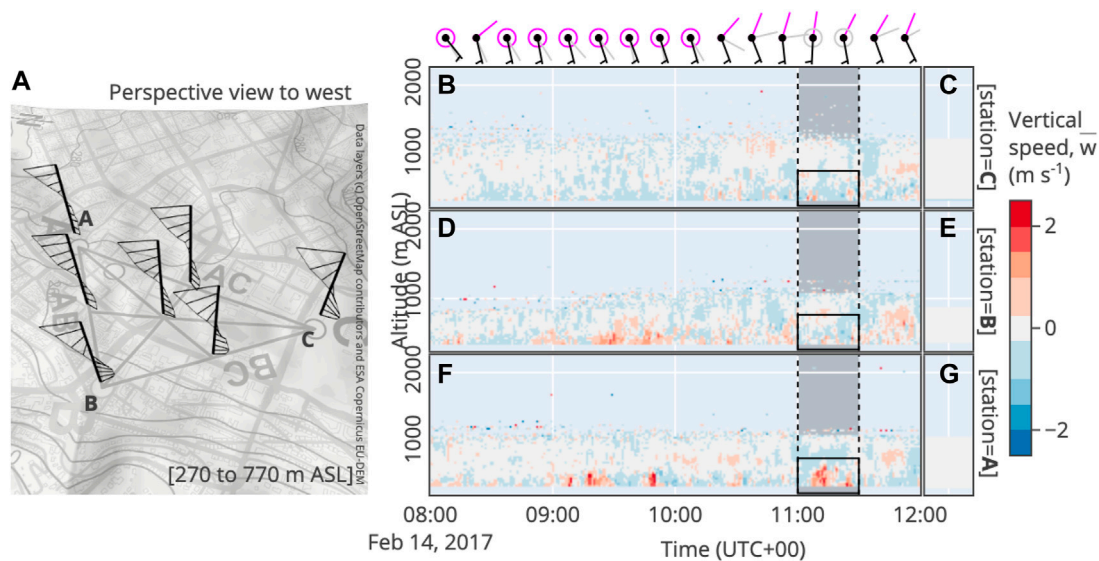 A
Perspective view to west
Data layers (c) OpenStreetMap contributors and ESA Copernicus EU-DEM
A
AC
AB
C
BC
B
[270 to 770 m ASL]
Altitude (m ASL)
2000
1000
B
C
[station=C]
2000
1000
D
E
[station=B]
2000
1000
F
G
[station=A]
08:00
09:00
10:00
11:00
12:00
Feb 14, 2017
Time (UTC+00)
Vertical
speed, w̅
(m s⁻¹)
2
0
−2